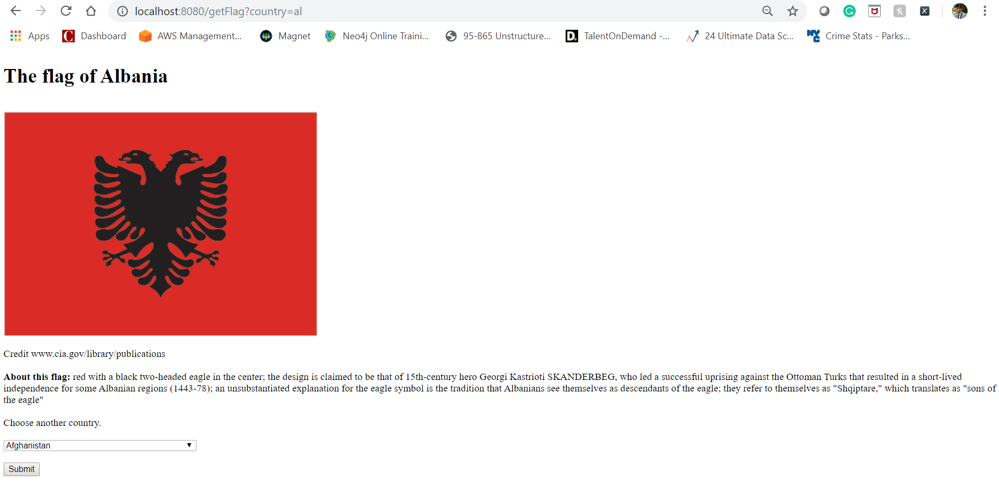 localhost:8080/getFlag?country=al
Apps Dashboard AWS Management... Magnet Neo4j Online Traini... 95-865 Unstructure... D. TalentOnDemand -... 24 Ultimate Data Sc... NYC Crime Stats - Parks...
The flag of Albania
Credit www.cia.gov/library/publications
About this flag: red with a black two-headed eagle in the center; the design is claimed to be that of 15th-century hero Georgi Kastrioti SKANDERBEG, who led a successful uprising against the Ottoman Turks that resulted in a short-lived
independence for some Albanian regions (1443-78); an unsubstantiated explanation for the eagle symbol is the tradition that Albanians see themselves as descendants of the eagle; they refer to themselves as "Shqiptare," which translates as "sons of
the eagle"
Choose another country.
Afghanistan
Submit